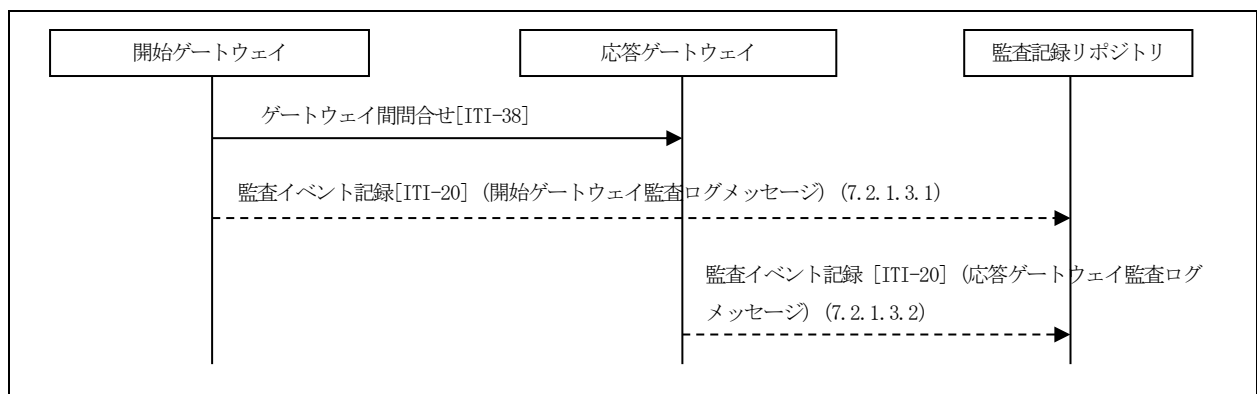 開始ゲートウェイ
応答ゲートウェイ
監査記録リポジトリ
ゲートウェイ間問合せ[ITI-38]
監査イベント記録[ITI-20] (開始ゲートウェイ監査ログメッセージ) (7.2.1.3.1)
監査イベント記録 [ITI-20] (応答ゲートウェイ監査ログ
メッセージ) (7.2.1.3.2)